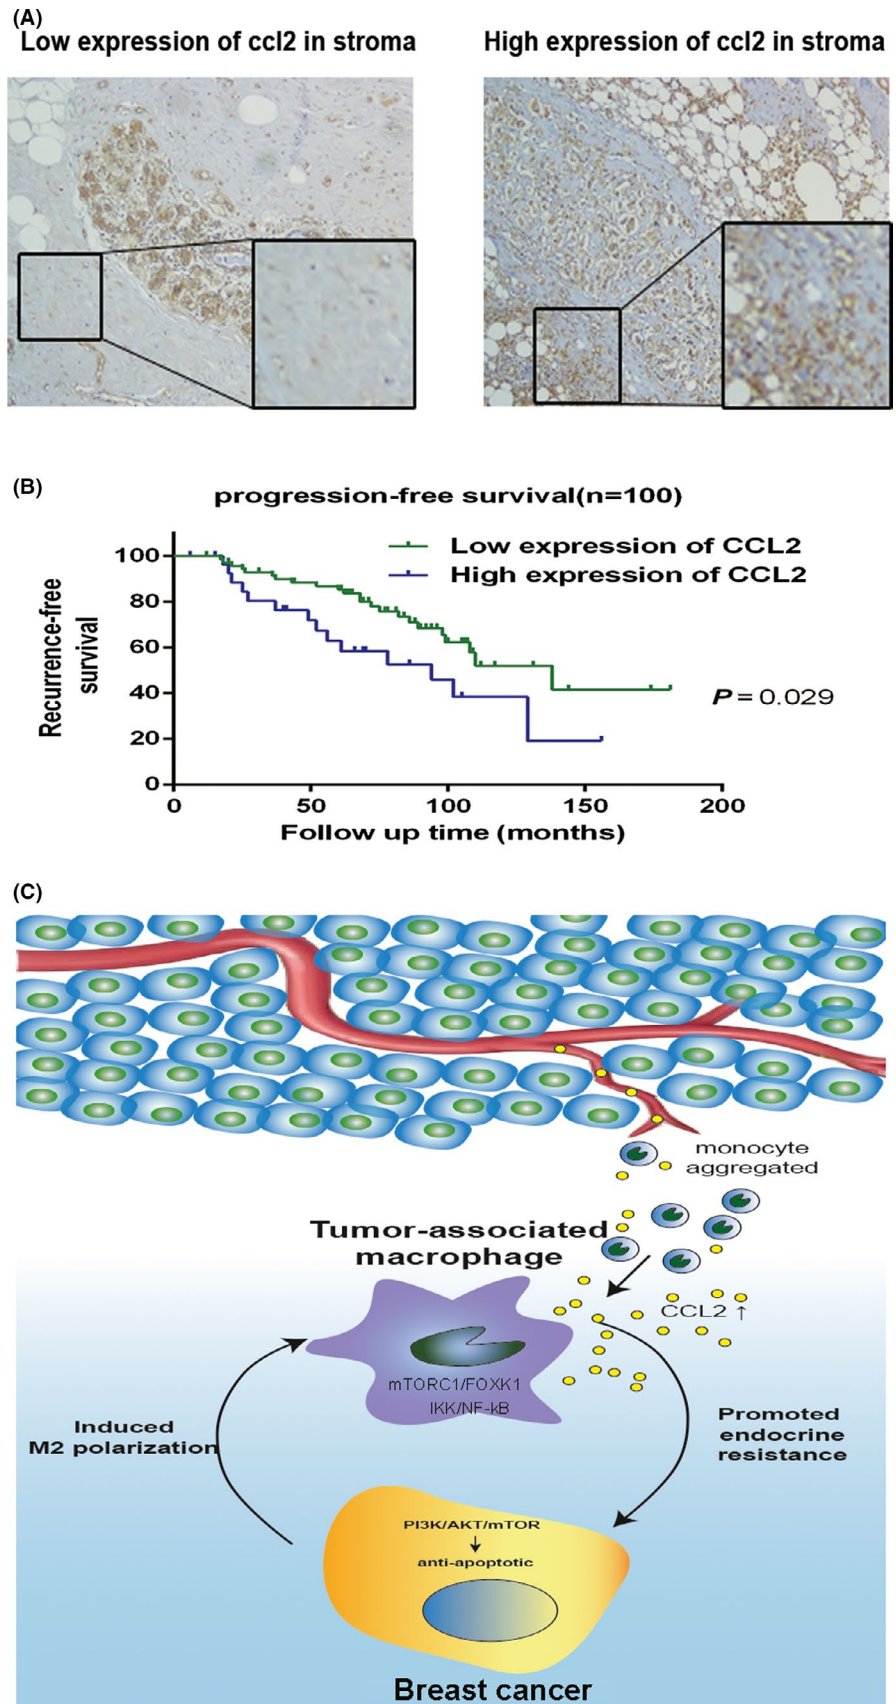 (A)
Low expression of ccl2 in stroma
High expression of ccl2 in stroma
(B)
progression-free survival(n=100)
Low expression of CCL2
High expression of CCL2
Recurrence-free
survival
100
80
60
40
20
0
P = 0.029
0
50
100
150
200
Follow up time (months)
(C)
monocyte
aggregated
Tumor-associated
macrophage
CCL2 ↑
mTORC1/FOXK1
IKK/NF-kB
Induced
M2 polarization
Promoted
endocrine
resistance
PI3K/AKT/mTOR
anti-apoptotic
Breast cancer